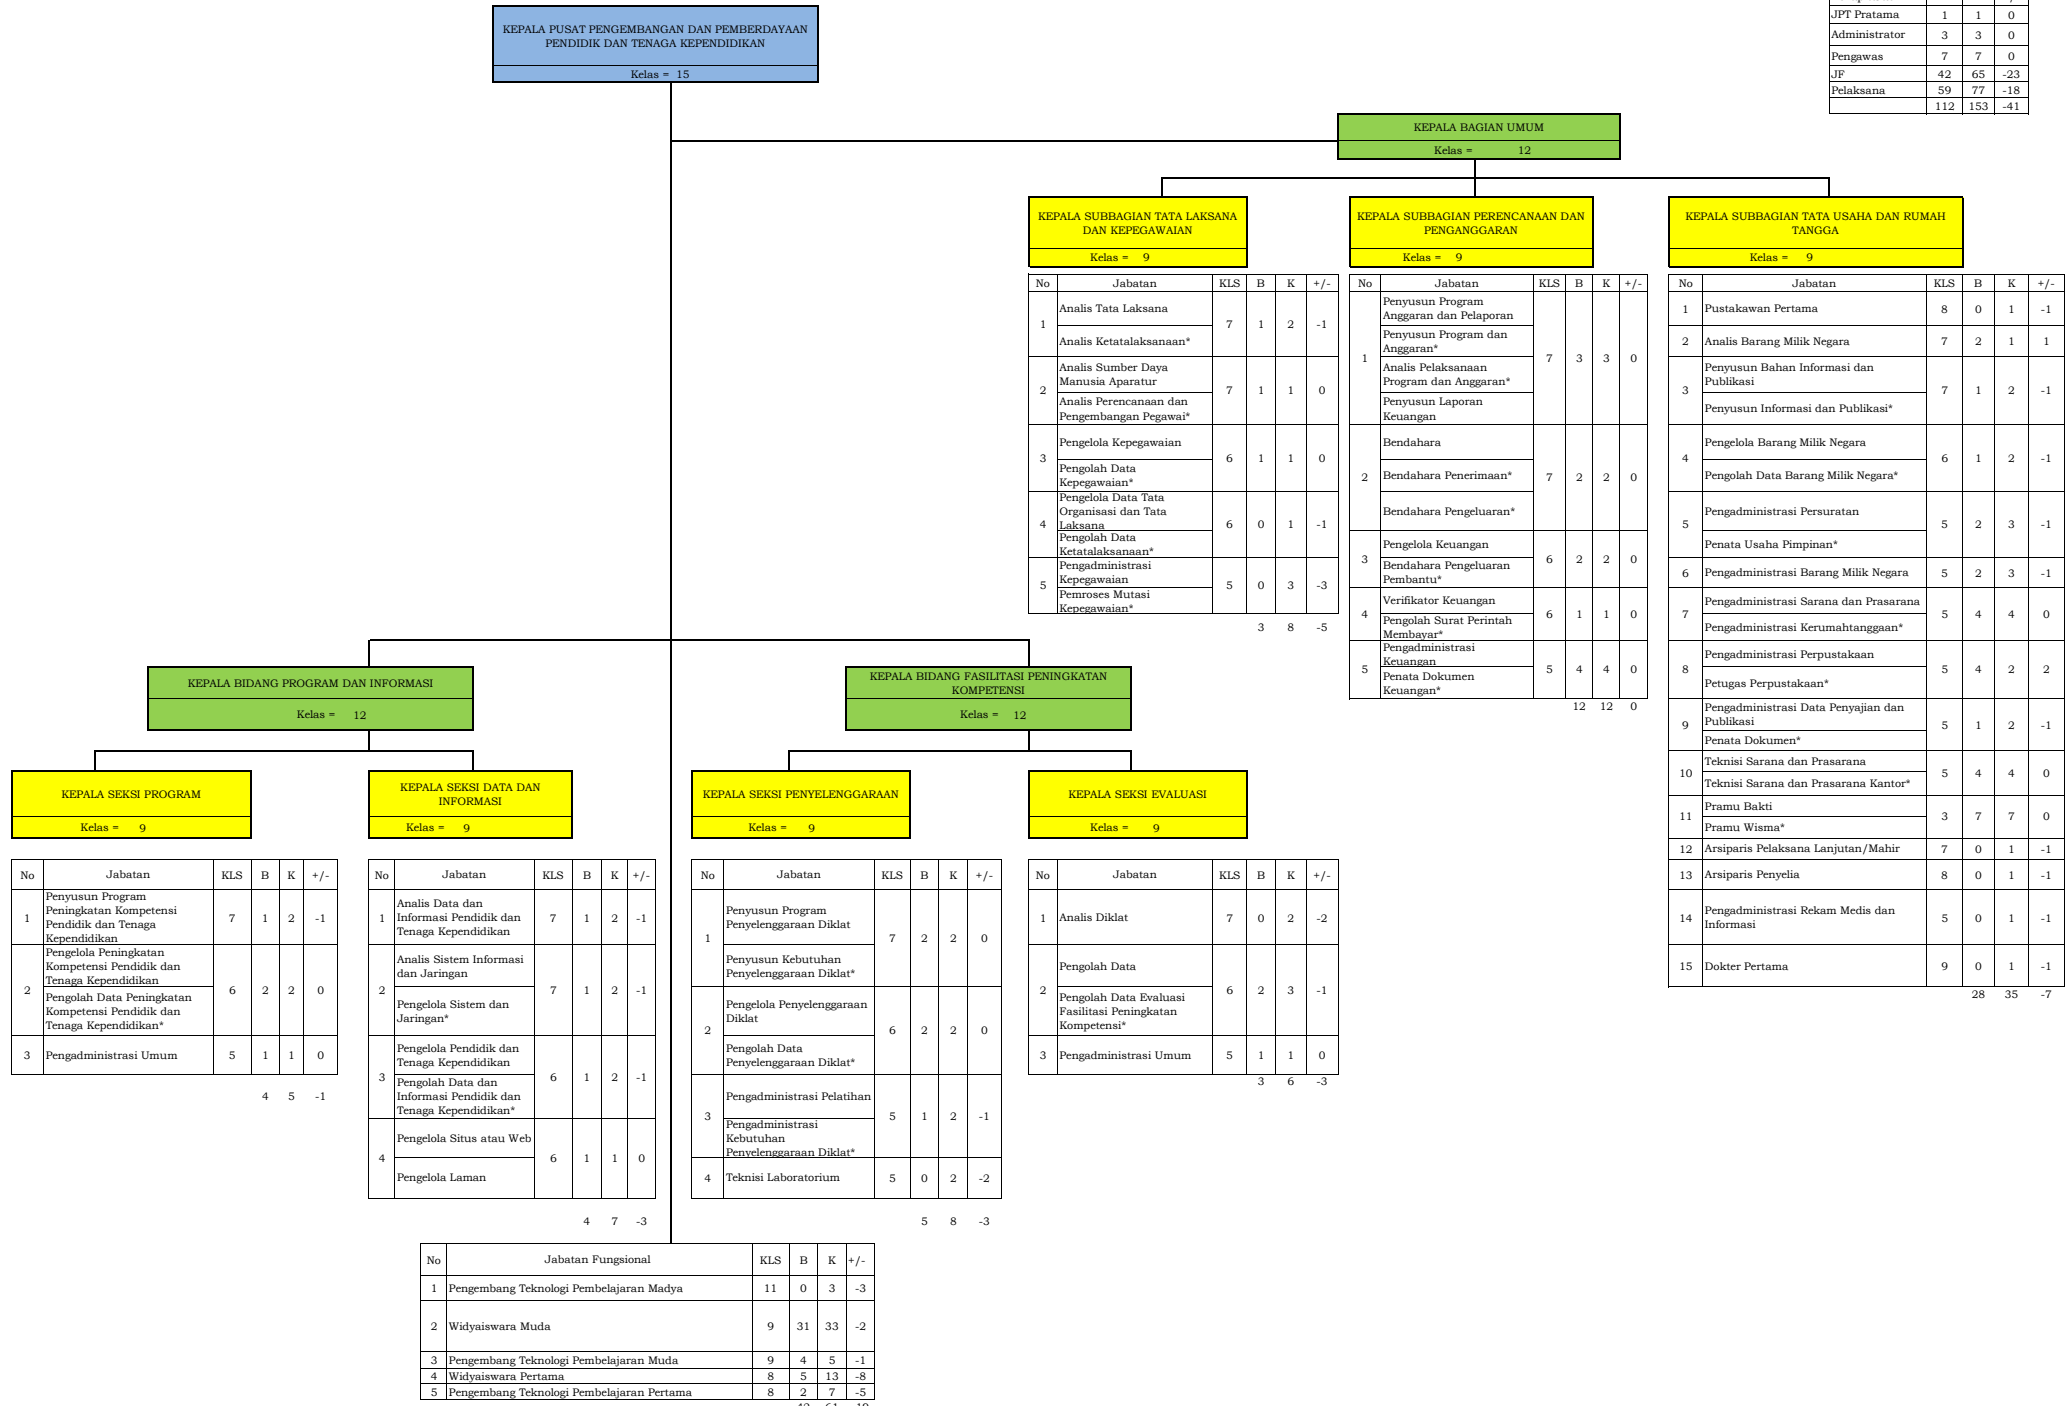 JPT Pratama 1 1 0
Administrator 3 3 0
Pengawas 7 7 0
JF 42 65 -23
Pelaksana 59 77 -18
112 153 -41
KEPALA PUSAT PENGEMBANGAN DAN PEMBERDAYAAN
PENDIDIK DAN TENAGA KEPENDIDIKAN
Kelas = 15
KEPALA BAGIAN UMUM
Kelas = 12
KEPALA SUBBAGIAN TATA LAKSANA
DAN KEPEGAWAIAN
Kelas = 9
No Jabatan KLS B K +/-
1 Analis Tata Laksana 7 1 2 -1
Analis Ketatalaksanaan*
2 Analis Sumber Daya
Manusia Aparatur 7 1 1 0
Analis Perencanaan dan
Pengembangan Pegawai*
3 Pengelola Kepegawaian 6 1 1 0
Pengolah Data
Kepegawaian*
4 Pengelola Data Tata
Organisasi dan Tata
Laksana 6 0 1 -1
Pengolah Data
Ketatalaksanaan*
5 Pengadministrasi
Kepegawaian 5 0 3 -3
Pemroses Mutasi
Kepegawaian*
3 8 -5
KEPALA SUBBAGIAN PERENCANAAN DAN
PENGANGGARAN
Kelas = 9
No Jabatan KLS B K +/-
1 Penyusun Program
Anggaran dan Pelaporan 7 3 3 0
Penyusun Program dan
Anggaran*
Analis Pelaksanaan
Program dan Anggaran*
Penyusun Laporan
Keuangan
2 Bendahara 7 2 2 0
Bendahara Penerimaan*
Bendahara Pengeluaran*
3 Pengelola Keuangan 6 2 2 0
Bendahara Pengeluaran
Pembantu*
4 Verifikator Keuangan 6 1 1 0
Pengolah Surat Perintah
Membayar*
5 Pengadministrasi
Keuangan 5 4 4 0
Penata Dokumen
Keuangan*
12 12 0
KEPALA SUBBAGIAN TATA USAHA DAN RUMAH
TANGGA
Kelas = 9
No Jabatan KLS B K +/-
1 Pustakawan Pertama 8 0 1 -1
2 Analis Barang Milik Negara 7 2 1 1
3 Penyusun Bahan Informasi dan
Publikasi 7 1 2 -1
Penyusun Informasi dan Publikasi*
4 Pengelola Barang Milik Negara 6 1 2 -1
Pengolah Data Barang Milik Negara*
5 Pengadministrasi Persuratan 5 2 3 -1
Penata Usaha Pimpinan*
6 Pengadministrasi Barang Milik Negara 5 2 3 -1
7 Pengadministrasi Sarana dan Prasarana 5 4 4 0
Pengadministrasi Kerumahtanggaan*
8 Pengadministrasi Perpustakaan 5 4 2 2
Petugas Perpustakaan*
9 Pengadministrasi Data Penyajian dan
Publikasi 5 1 2 -1
Penata Dokumen*
10 Teknisi Sarana dan Prasarana 5 4 4 0
Teknisi Sarana dan Prasarana Kantor*
11 Pramu Bakti 3 7 7 0
Pramu Wisma*
12 Arsiparis Pelaksana Lanjutan/Mahir 7 0 1 -1
13 Arsiparis Penyelia 8 0 1 -1
14 Pengadministrasi Rekam Medis dan
Informasi 5 0 1 -1
15 Dokter Pertama 9 0 1 -1
28 35 -7
KEPALA BIDANG PROGRAM DAN INFORMASI
Kelas = 12
KEPALA BIDANG FASILITASI PENINGKATAN
KOMPETENSI
Kelas = 12
KEPALA SEKSI PROGRAM
Kelas = 9
No Jabatan KLS B K +/-
1 Penyusun Program
Peningkatan Kompetensi
Pendidik dan Tenaga
Kependidikan 7 1 2 -1
2 Pengelola Peningkatan
Kompetensi Pendidik dan
Tenaga Kependidikan 6 2 2 0
Pengolah Data Peningkatan
Kompetensi Pendidik dan
Tenaga Kependidikan*
3 Pengadministrasi Umum 5 1 1 0
4 5 -1
KEPALA SEKSI DATA DAN
INFORMASI
Kelas = 9
No Jabatan KLS B K +/-
1 Analis Data dan
Informasi Pendidik dan
Tenaga Kependidikan 7 1 2 -1
2 Analis Sistem Informasi
dan Jaringan 7 1 2 -1
Pengelola Sistem dan
Jaringan*
3 Pengelola Pendidik dan
Tenaga Kependidikan 6 1 2 -1
Pengolah Data dan
Informasi Pendidik dan
Tenaga Kependidikan*
4 Pengelola Situs atau Web 6 1 1 0
Pengelola Laman
4 7 -3
KEPALA SEKSI PENYELENGGARAAN
Kelas = 9
No Jabatan KLS B K +/-
1 Penyusun Program
Penyelenggaraan Diklat 7 2 2 0
Penyusun Kebutuhan
Penyelenggaraan Diklat*
2 Pengelola Penyelenggaraan
Diklat 6 2 2 0
Pengolah Data
Penyelenggaraan Diklat*
3 Pengadministrasi Pelatihan 5 1 2 -1
Pengadministrasi
Kebutuhan
Penyelenggaraan Diklat*
4 Teknisi Laboratorium 5 0 2 -2
5 8 -3
KEPALA SEKSI EVALUASI
Kelas = 9
No Jabatan KLS B K +/-
1 Analis Diklat 7 0 2 -2
2 Pengolah Data 6 2 3 -1
Pengolah Data Evaluasi
Fasilitasi Peningkatan
Kompetensi*
3 Pengadministrasi Umum 5 1 1 0
3 6 -3
No Jabatan Fungsional KLS B K +/-
1 Pengembang Teknologi Pembelajaran Madya 11 0 3 -3
2 Widyaiswara Muda 9 31 33 -2
3 Pengembang Teknologi Pembelajaran Muda 9 4 5 -1
4 Widyaiswara Pertama 8 5 13 -8
5 Pengembang Teknologi Pembelajaran Pertama 8 2 7 -5